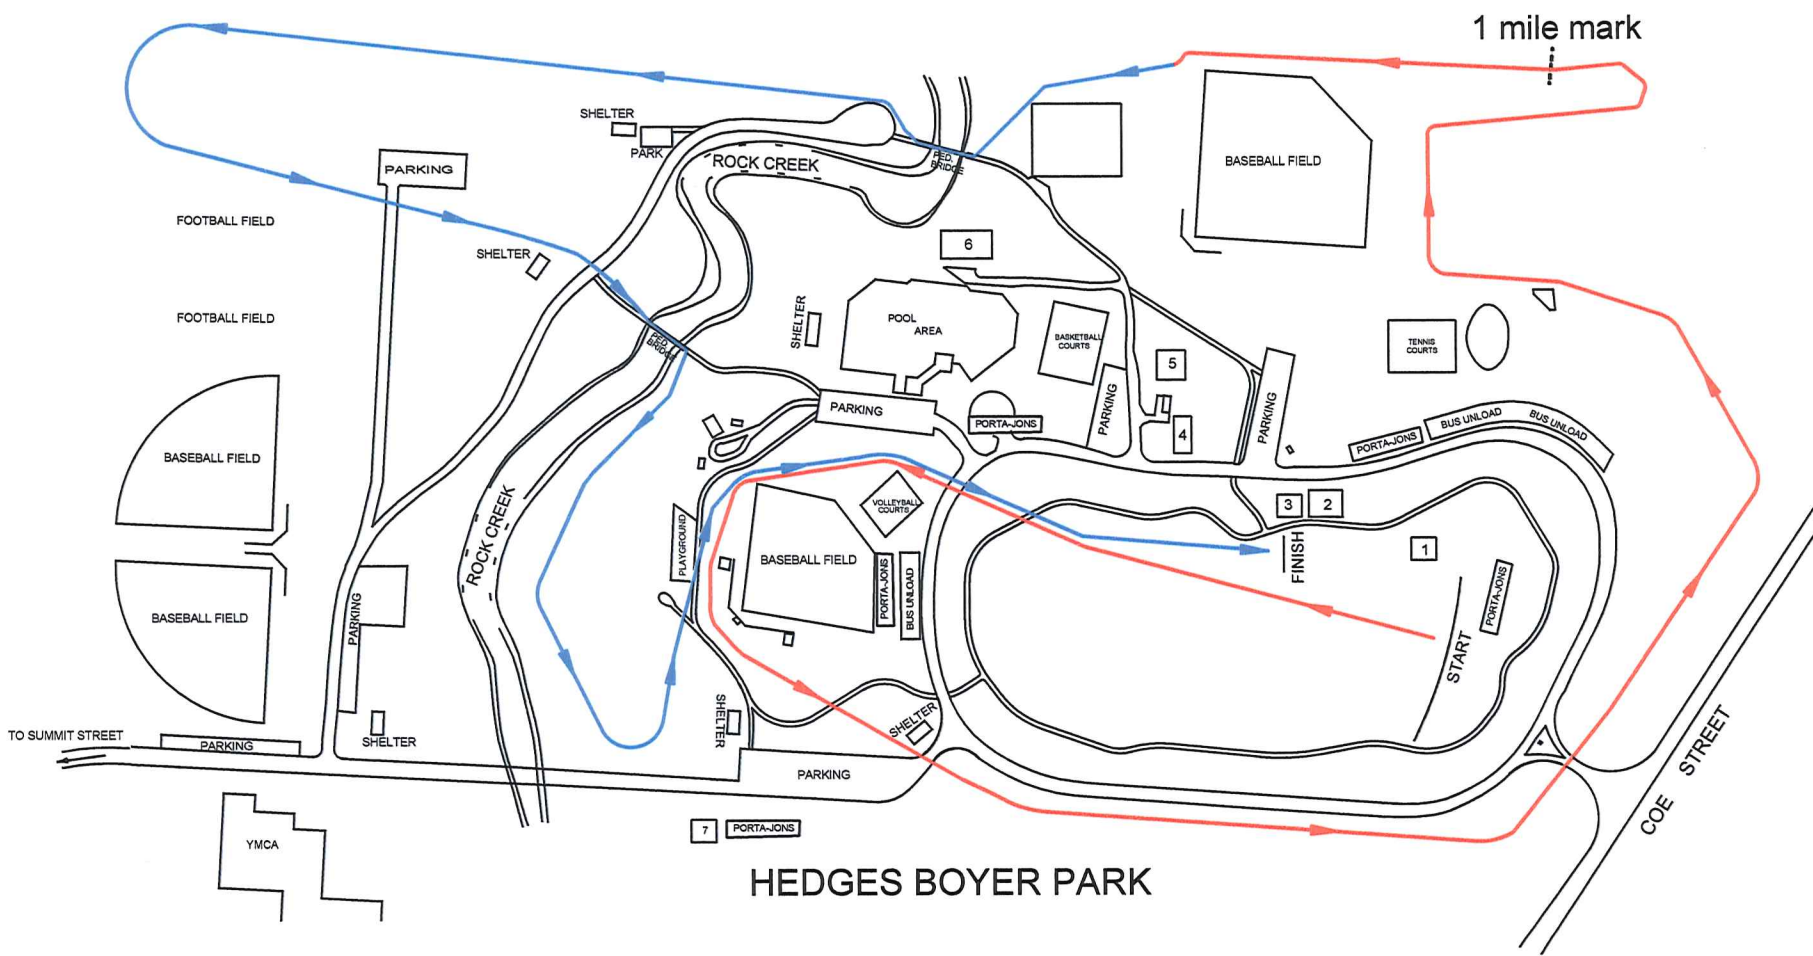 1 mile mark
SHELTER
PARK
ROCK CREEK
PED.
BRIDGE
BASEBALL FIELD
PARKING
FOOTBALL FIELD
SHELTER
6
FOOTBALL FIELD
SHELTER
POOL
AREA
BASKETBALL
COURTS
TENNIS
COURTS
PED.
BRIDGE
5
PARKING
PARKING
PARKING
PORTA-JONS
4
PORTA-JONS
BUS UNLOAD
BUS UNLOAD
BASEBALL FIELD
ROCK CREEK
VOLLEYBALL
COURTS
3
2
PLAYGROUND
BASEBALL FIELD
PORTA-JONS
BUS UNLOAD
FINISH
1
PORTA-JONS
BASEBALL FIELD
PARKING
START
SHELTER
SHELTER
TO SUMMIT STREET
PARKING
SHELTER
PARKING
COE STREET
7
PORTA-JONS
YMCA
HEDGES BOYER PARK